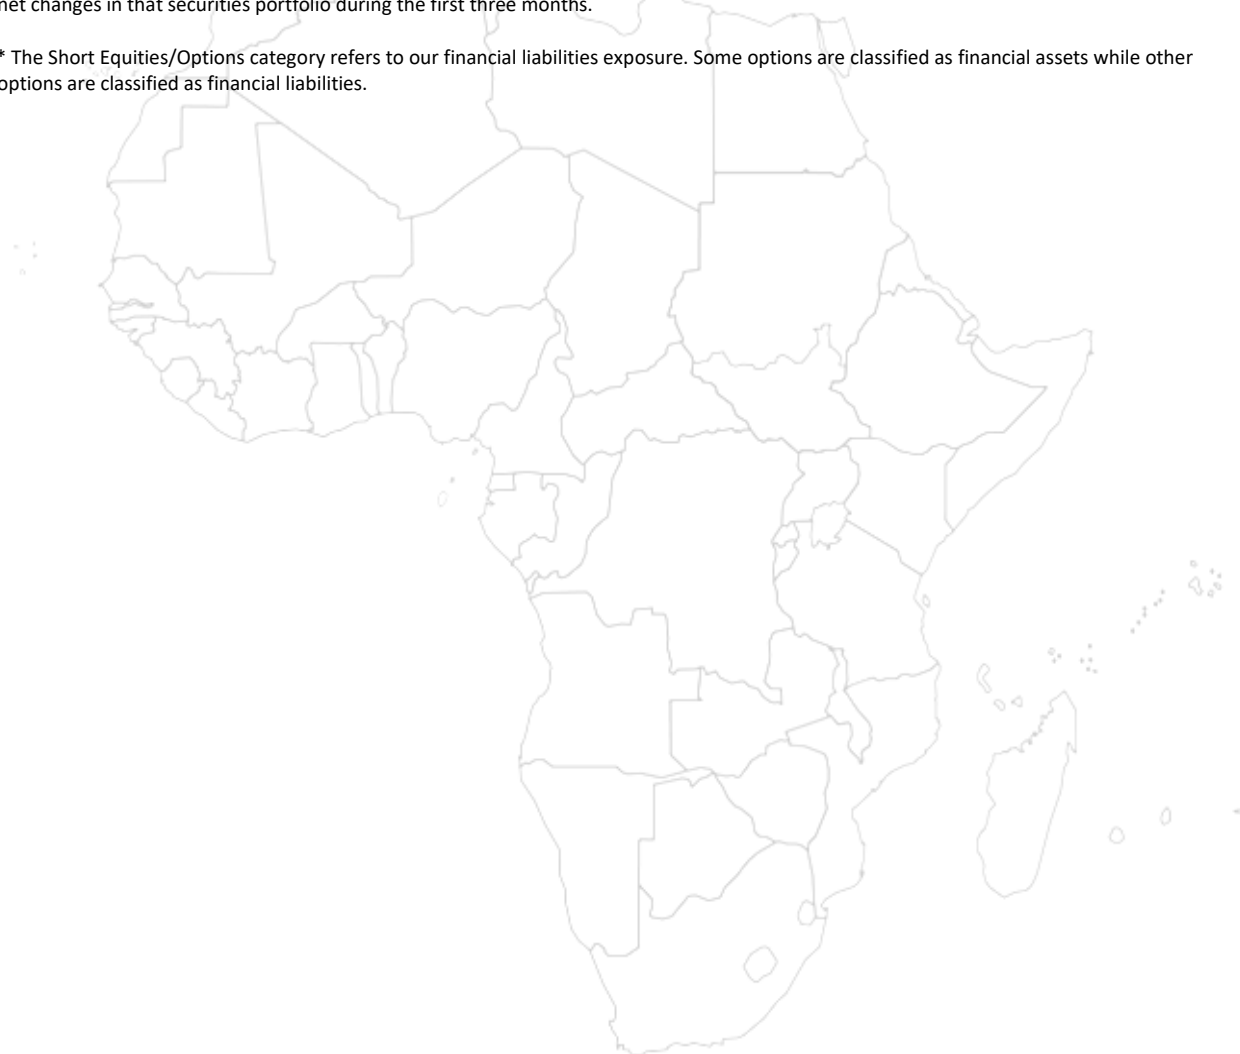 net changes in that securities portfolio during the first three months.
* The Short Equities/Options category refers to our financial liabilities exposure. Some options are classified as financial assets while other
options are classified as financial liabilities.